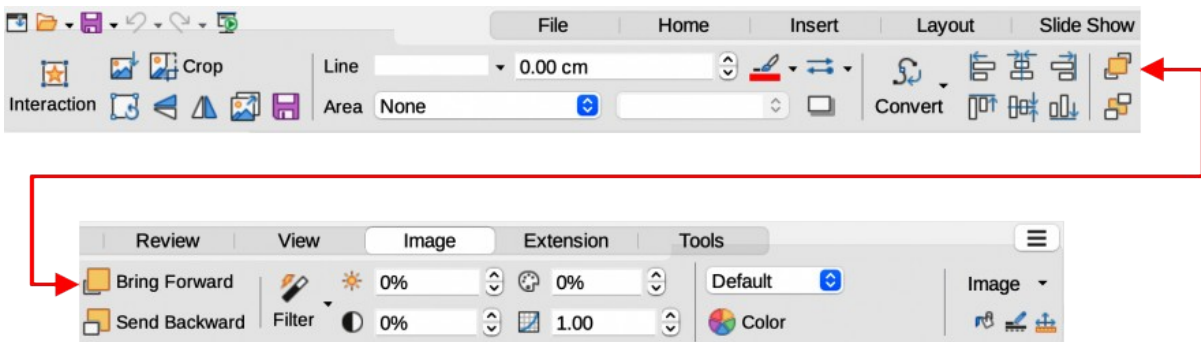 File Home Insert Layout Slide Show
Crop Line 0.00 cm
Interaction Area None Convert
Review View Image Extension Tools
Bring Forward 0% 0% Default Image
Send Backward Filter 0% 1.00 Color